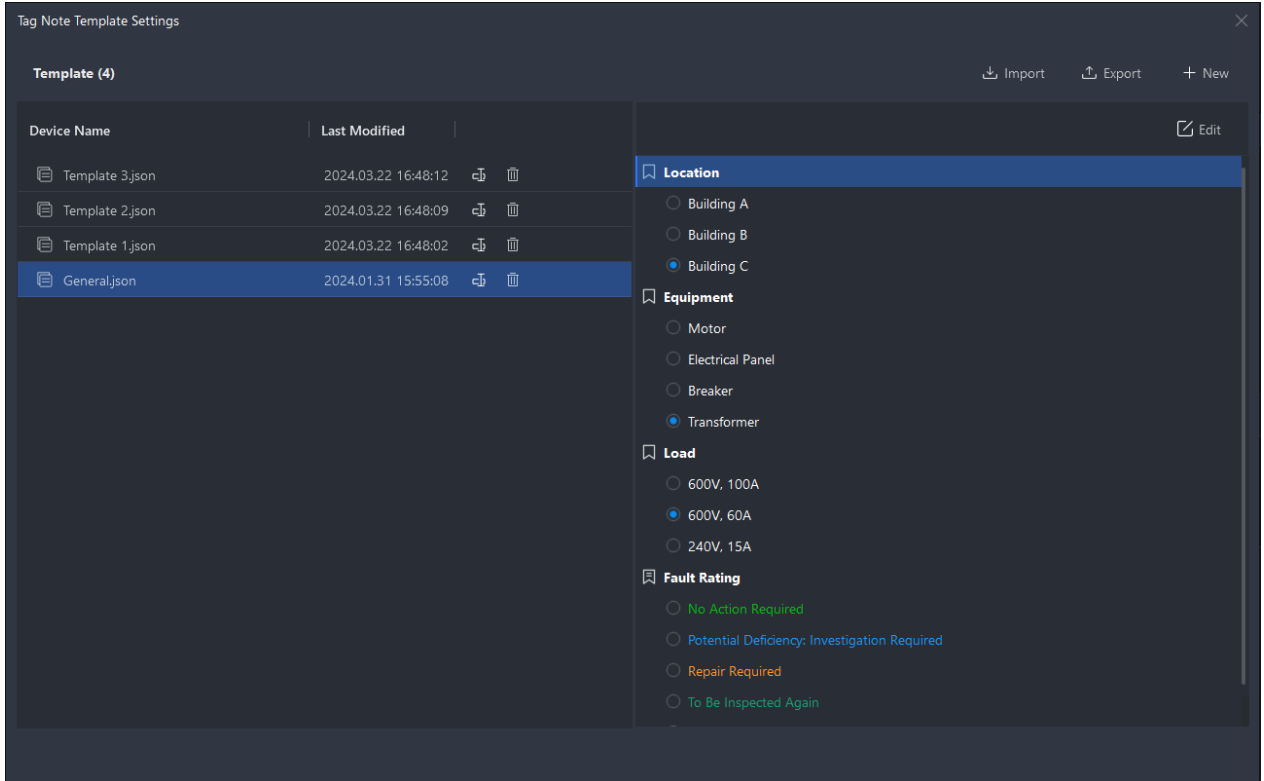 Tag Note Template Settings
Template (4)
Import
Export
New
Device Name
Last Modified
Edit
Template 3.json
2024.03.22 16:48:12
Template 2.json
2024.03.22 16:48:09
Template 1.json
2024.03.22 16:48:02
General.json
2024.01.31 15:55:08
Location
Building A
Building B
Building C
Equipment
Motor
Electrical Panel
Breaker
Transformer
Load
600V, 100A
600V, 60A
240V, 15A
Fault Rating
No Action Required
Potential Deficiency: Investigation Required
Repair Required
To Be Inspected Again